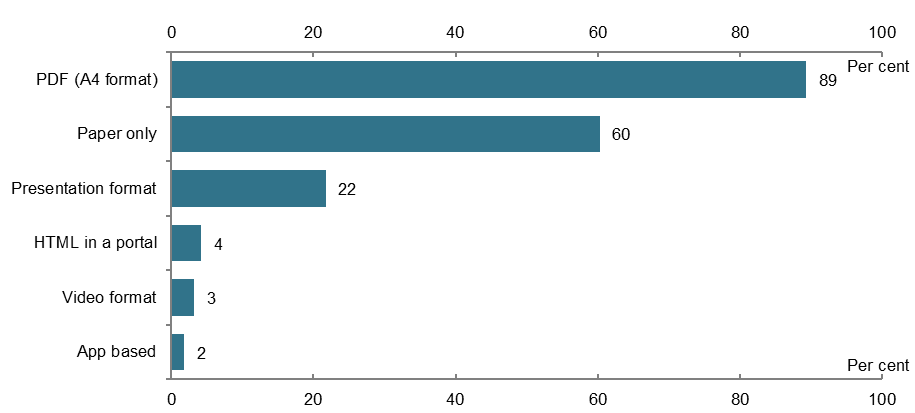 0 20 40 60 80 100
Per cent
PDF (A4 format) 89
Paper only 60
Presentation format 22
HTML in a portal 4
Video format 3
App based 2
Per cent
0 20 40 60 80 100